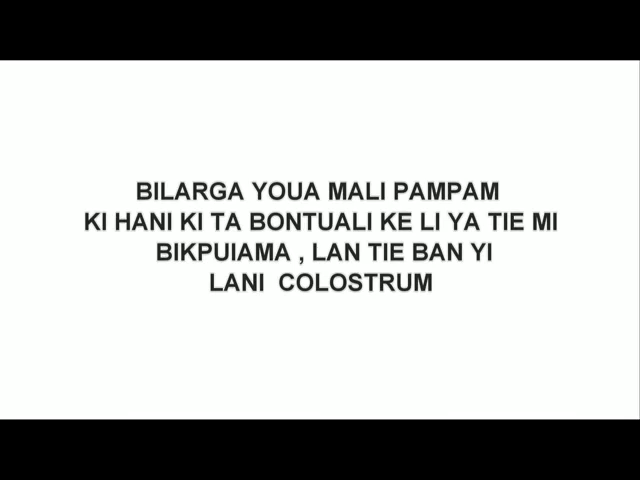 BILARGA YOUA MALI PAMPAM
KI HANI KI TA BONTUALI KE LI YA TIE MI
BIKPUIAMA , LAN TIE BAN YI
LANI COLOSTRUM